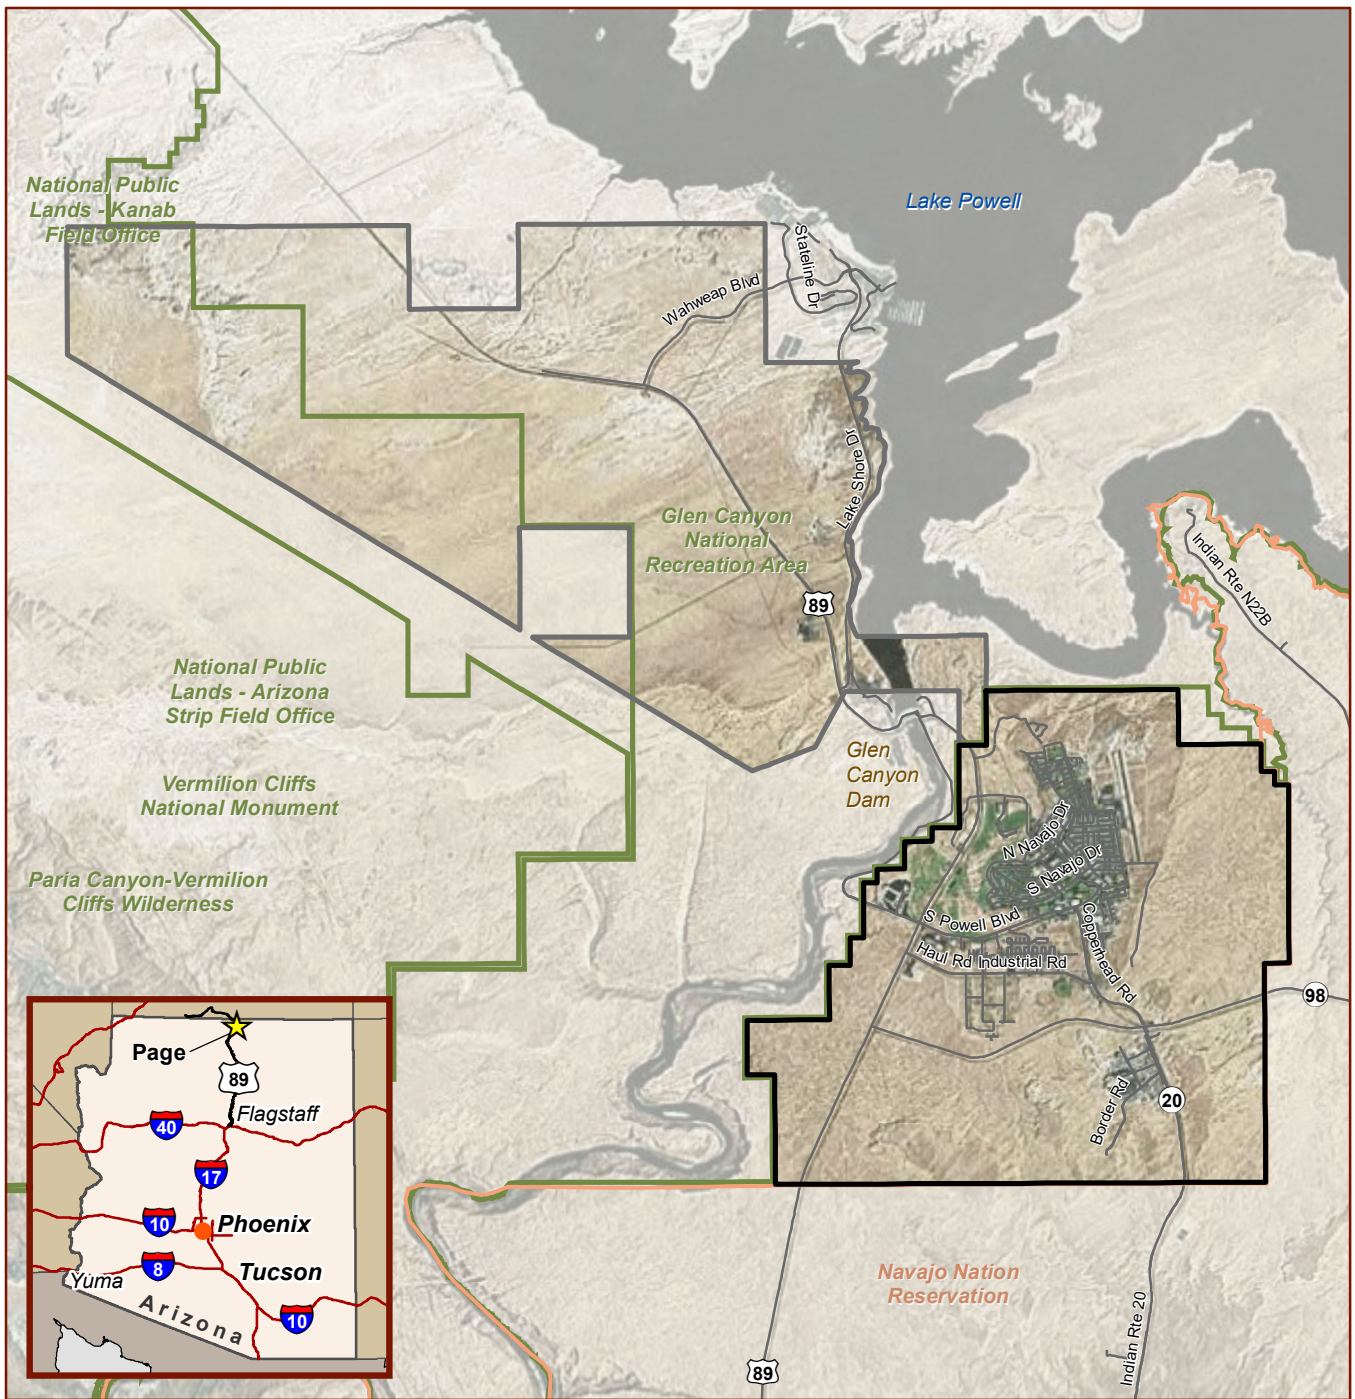 Lake Powell
National Public
Lands - Kanab
Field Office
Stateline Dr
Wahweap Blvd
Lake Shore Dr
Glen Canyon
National
Recreation Area
Indian Rte N22B
89
National Public
Lands - Arizona
Strip Field Office
Glen
Canyon
Dam
Vermilion Cliffs
National Monument
N Navajo Dr
S Navajo Dr
Paria Canyon-Vermilion
Cliffs Wilderness
S Powell Blvd
Copperhead Rd
Haul Rd
Industrial Rd
98
20
Border Rd
Navajo Nation
Reservation
Indian Rte 20
89
Page
89
Flagstaff
40
17
10
Phoenix
8
Tucson
Yuma
Arizona
10